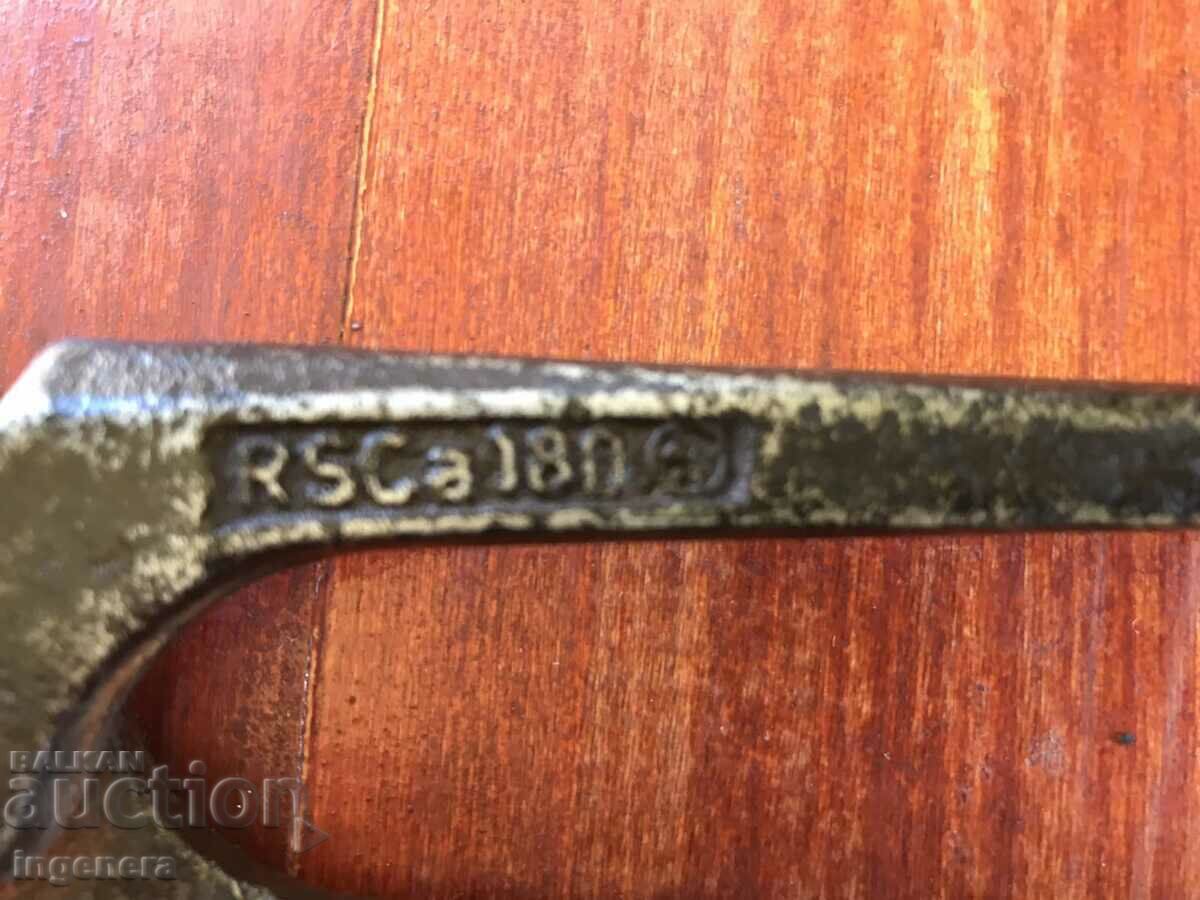 RSCa 180
BALKAN
auction
ingenera